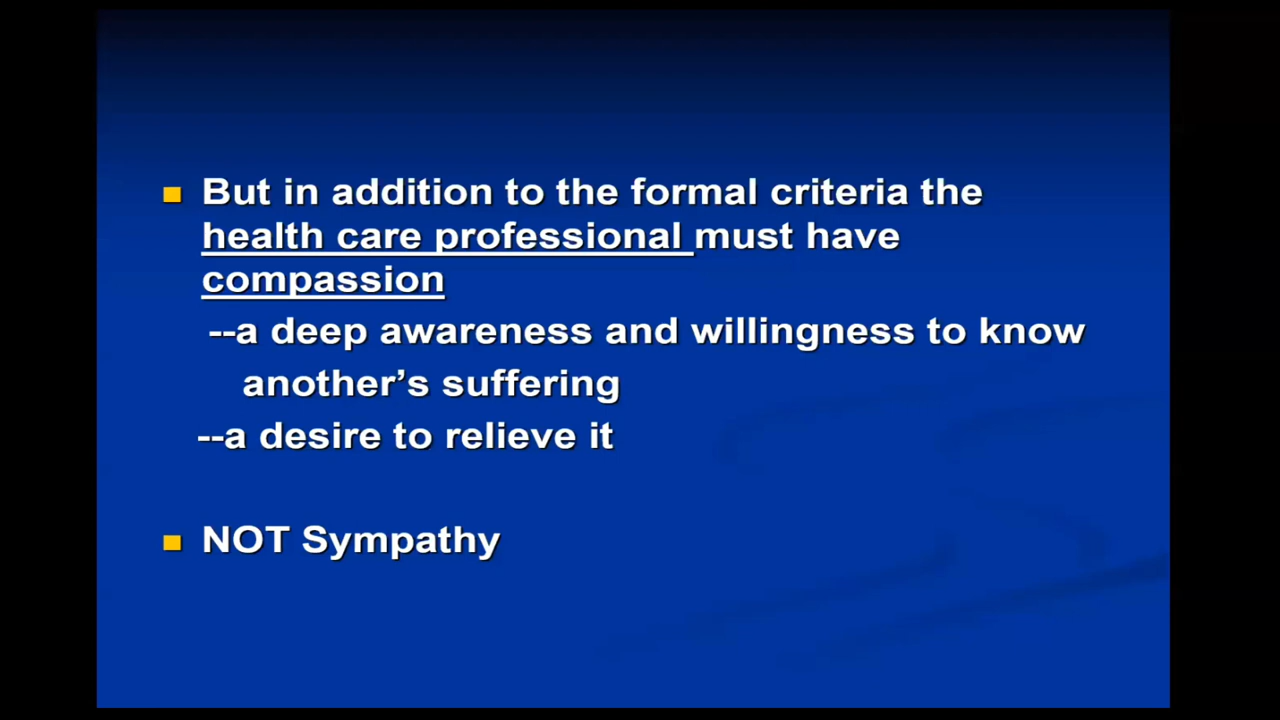 But in addition to the formal criteria the
health care professional must have
compassion
--a deep awareness and willingness to know
another’s suffering
--a desire to relieve it
NOT Sympathy